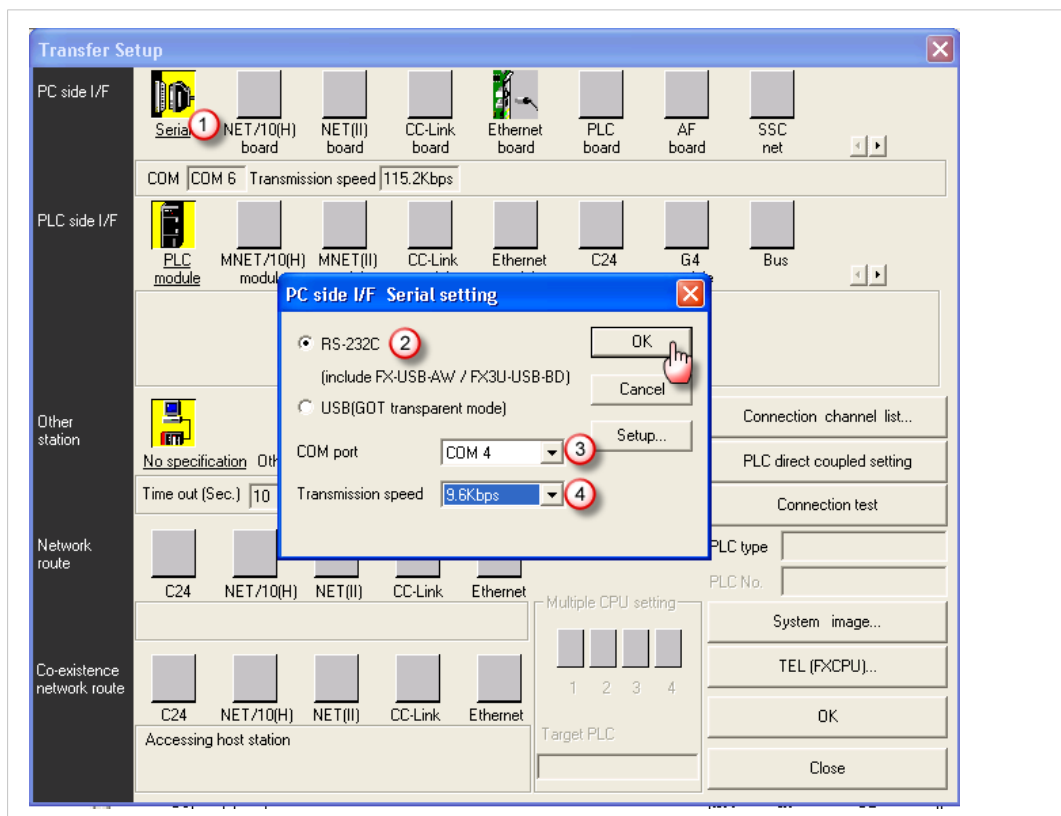 Transfer Setup
PC side I/F
Serial 1
NET/10(H) board
NET(II) board
CC-Link board
Ethernet board
PLC board
AF board
SSC net
COM COM 6 Transmission speed 115.2Kbps
PLC side I/F
PLC module
MNET/10(H)
MNET(II)
CC-Link
Ethernet
C24
G4
Bus
PC side I/F Serial setting
RS-232C 2
(include FX-USB-AW / FX3U-USB-BD)
USB(GOT transparent mode)
COM port COM 4 3
Transmission speed 9.6Kbps 4
OK
Cancel
Setup...
Other station
No specification
Time out (Sec.) 10
Connection channel list...
PLC direct coupled setting
Connection test
PLC type
PLC No.
System image...
TEL (FXCPU)...
OK
Close
Network route
C24
NET/10(H)
NET(II)
CC-Link
Ethernet
Multiple CPU setting
1 2 3 4
Target PLC
Co-existence network route
C24
NET/10(H)
NET(II)
CC-Link
Ethernet
Accessing host station